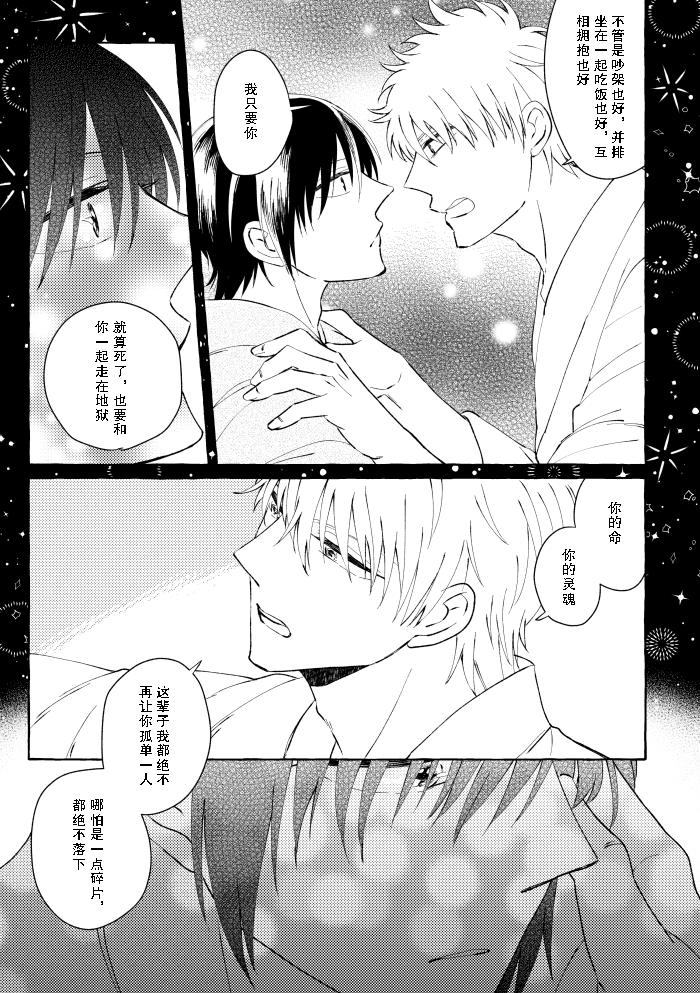 不管是吵架也好，并排
坐在一起吃饭也好，互
相拥抱也好
我只要你
就算死了，也要和
你一起走在地狱
你的命
你的灵魂
这辈子我都绝不
再让你孤单一人
哪怕是一点碎片，
都绝不落下